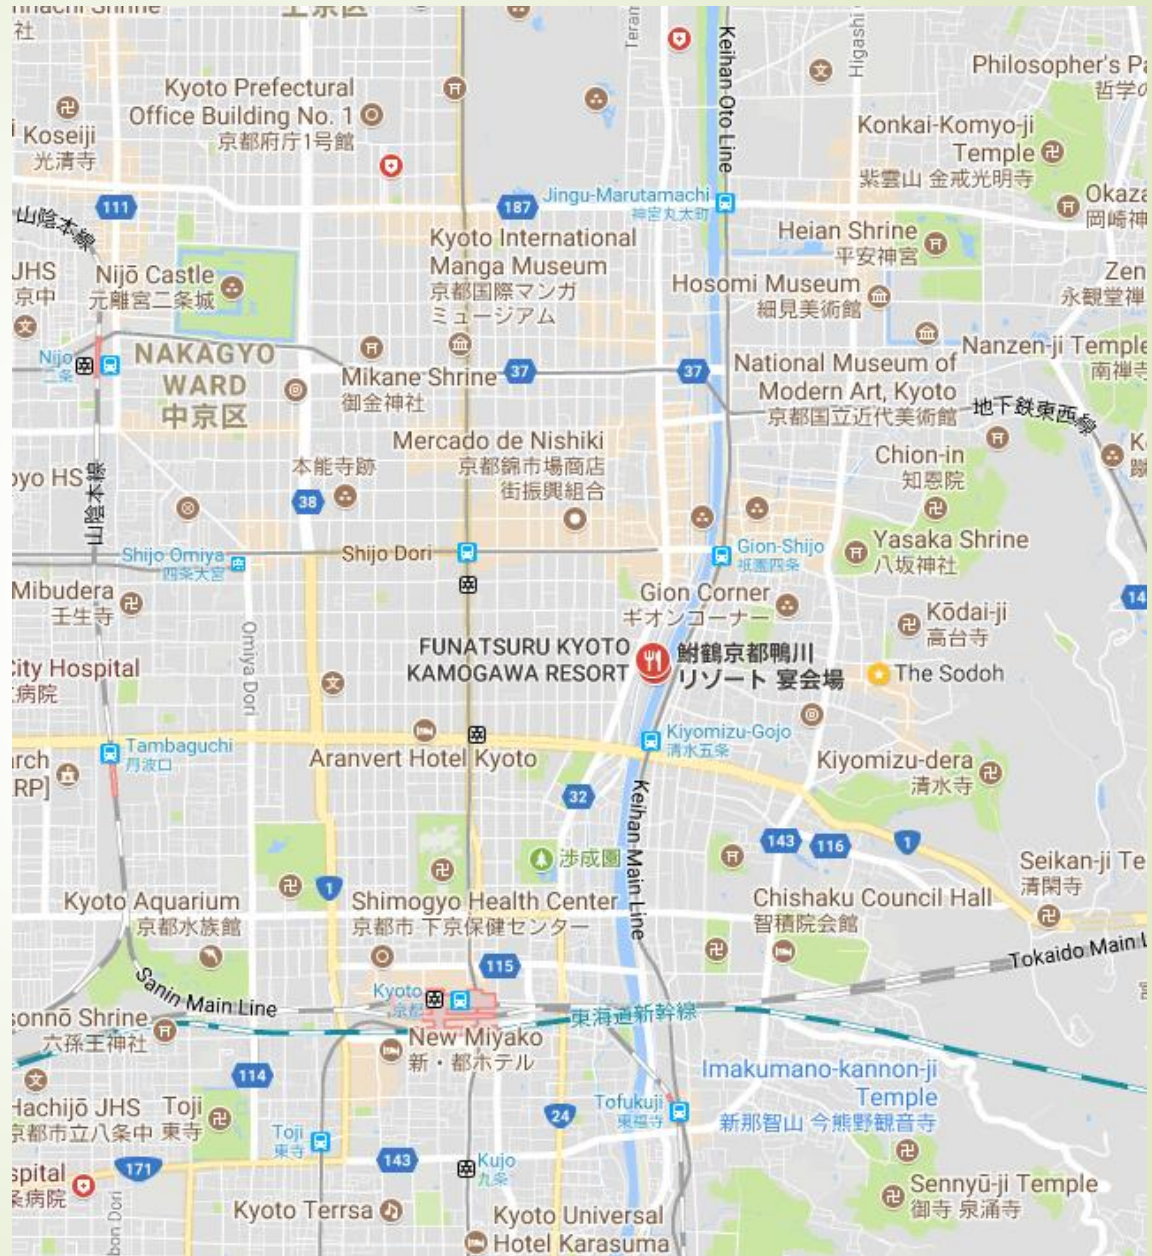 社
上京区
Teran
Higashi
Keihan Oto Line
Philosopher's Pa
哲学の
Kyoto Prefectural
Office Building No. 1
京都府庁1号館
Koseiji
光清寺
Konkai-Komyo-ji
Temple
紫雲山 金戒光明寺
111
187
Jingu-Marutamachi
神宮丸太町
Okaza
岡崎神
山陰本線
Kyoto International
Manga Museum
京都国際マンガ
ミュージアム
Heian Shrine
平安神宮
JHS
京中
Nijō Castle
元離宮二条城
Hosomi Museum
細見美術館
Zen
永観堂禅
Nijo
二条
NAKAGYO
WARD
中京区
Mikane Shrine
御金神社
37
37
National Museum of
Modern Art, Kyoto
京都国立近代美術館
Nanzen-ji Temple
南禅寺
地下鉄東西線
Mercado de Nishiki
京都錦市場商店
街振興組合
Chion-in
知恩院
K
蹴
oyo HS
山陰本線
本能寺跡
38
Shijo Omiya
四条大宮
Shijo Dori
Gion-Shijo
祇園四条
Yasaka Shrine
八坂神社
Mibudera
壬生寺
Gion Corner
ギオンコーナー
Kōdai-ji
高台寺
14
City Hospital
病院
Omiya Dori
FUNATSURU KYOTO
KAMOGAWA RESORT
鮒鶴京都鴨川
リゾート 宴会場
The Sodoh
Tambaguchi
丹波口
Aranvert Hotel Kyoto
Kiyomizu-Gojo
清水五条
Kiyomizu-dera
清水寺
arch
RP]
32
Keihan Main Line
143
116
1
渉成園
1
Seikan-ji Te
清閑寺
Kyoto Aquarium
京都水族館
Shimogyo Health Center
京都市 下京保健センター
Chishaku Council Hall
智積院会館
115
Tokaido Main L
Sanin Main Line
Kyoto
京都
東海道新幹線
sonnō Shrine
六孫王神社
New Miyako
新・都ホテル
114
Imakumano-kannon-ji
Temple
新那智山 今熊野観音寺
Hachijō JHS
京都市立八条中
Toji
東寺
24
Tofukuji
東福寺
Toji
東寺
171
143
Kujo
九条
spital
条病院
Sennyū-ji Temple
御寺 泉涌寺
Kyoto Terrsa
Kyoto Universal
Hotel Karasuma
bon Dori